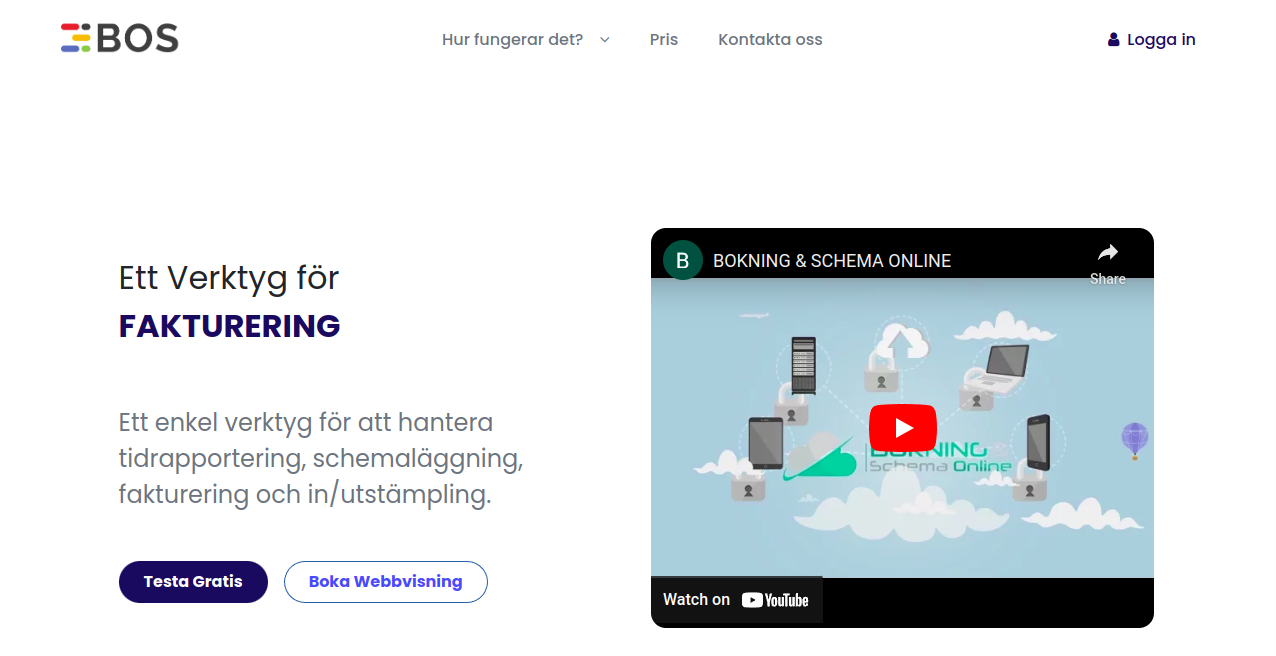 BOS
Hur fungerar det?
Pris
Kontakta oss
Logga in
Ett Verktyg för
FAKTURERING
Ett enkel verktyg för att hantera
tidrapportering, schemaläggning,
fakturering och in/utstämpling.
Testa Gratis
Boka Webbvisning
B
BOKNING & SCHEMA ONLINE
Share
BOKNING
Schema Online
Watch on YouTube